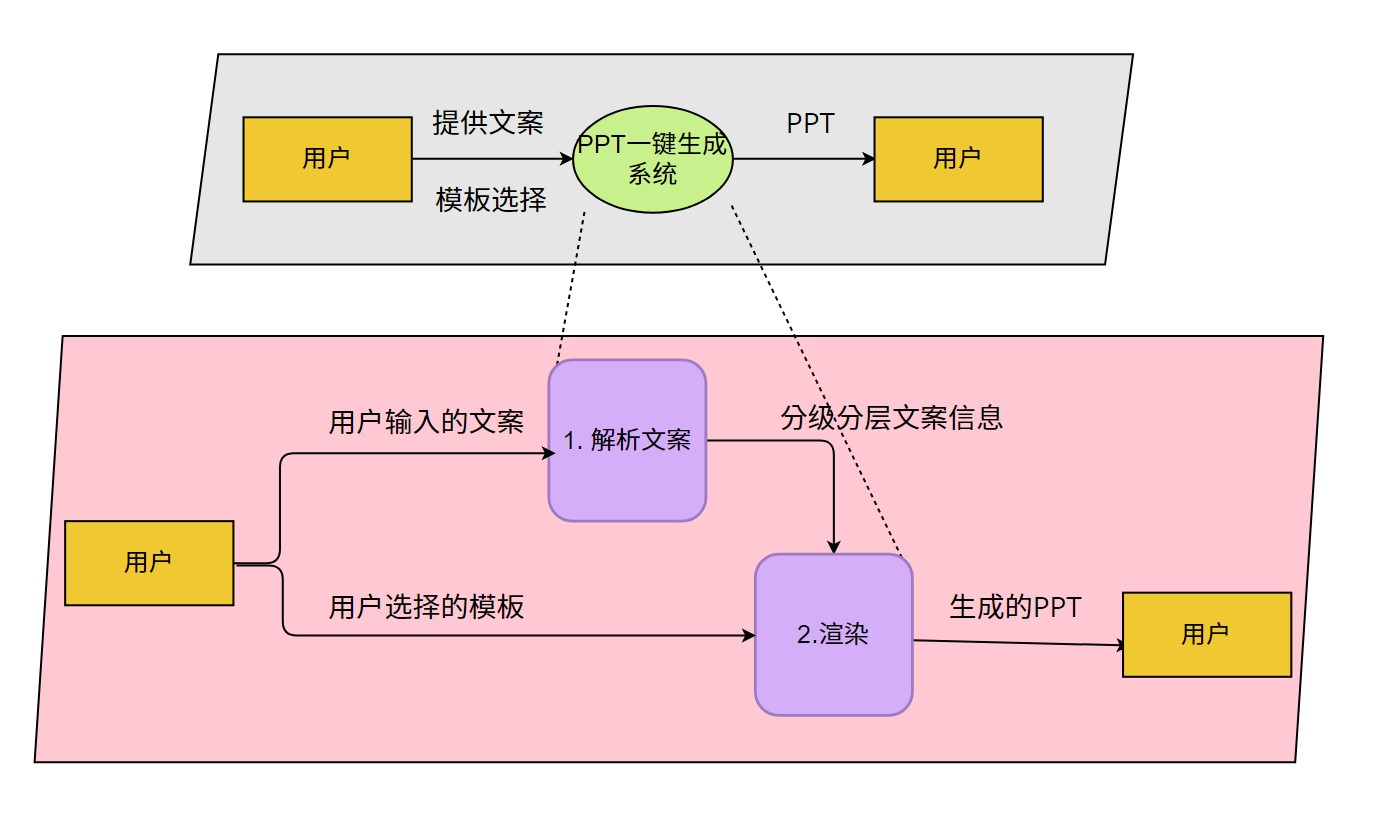 提供文案
PPT
用户
PPT一键生成
系统
用户
模板选择
用户输入的文案
分级分层文案信息
1. 解析文案
用户
用户选择的模板
生成的PPT
2.渲染
用户